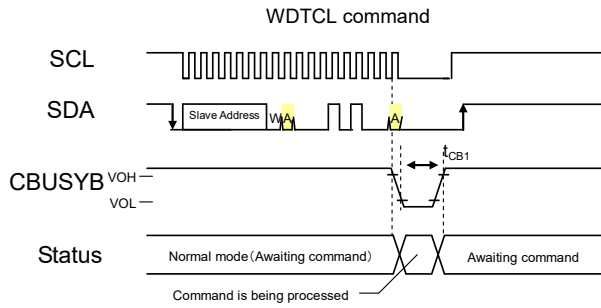 WDTCL command
SCL
SDA
Slave Address
W
A
A
CBUSYB
VOH
VOL
tCB1
Status
Normal mode(Awaiting command)
Awaiting command
Command is being processed